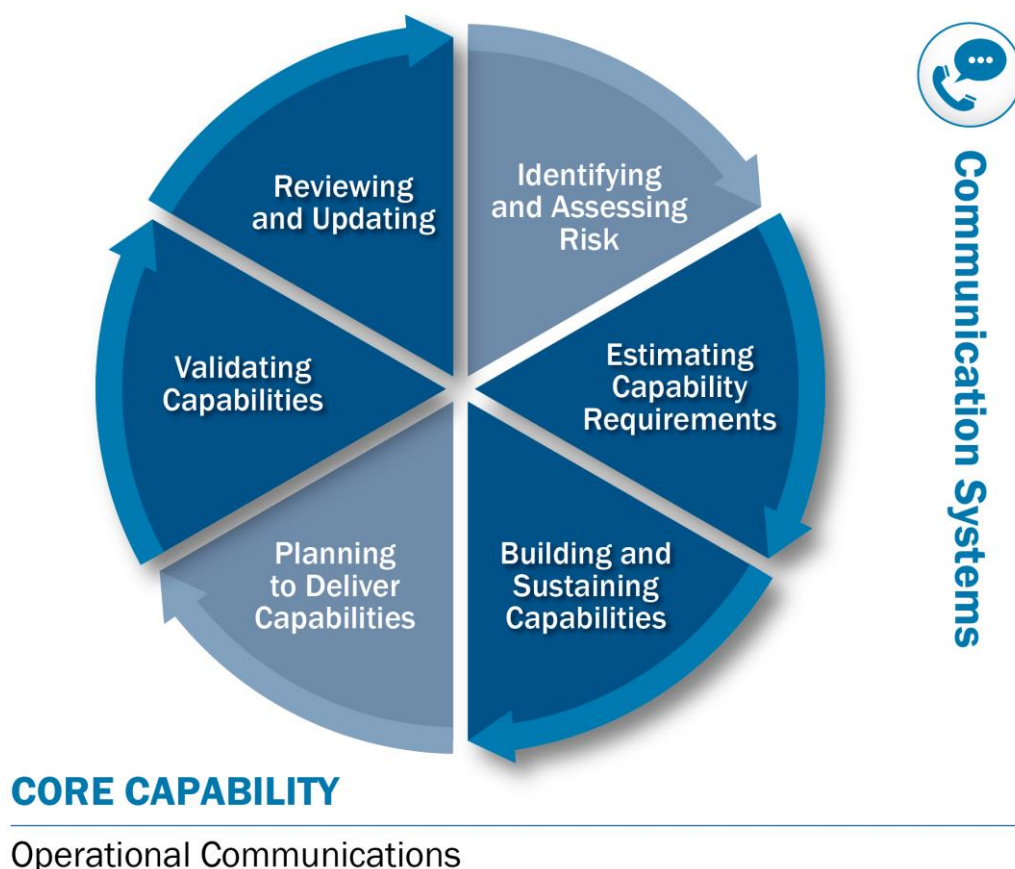 Identifying
and Assessing
Risk
Estimating
Capability
Requirements
Building and
Sustaining
Capabilities
Planning
to Deliver
Capabilities
Validating
Capabilities
Reviewing
and Updating
Communication Systems
CORE CAPABILITY
Operational Communications